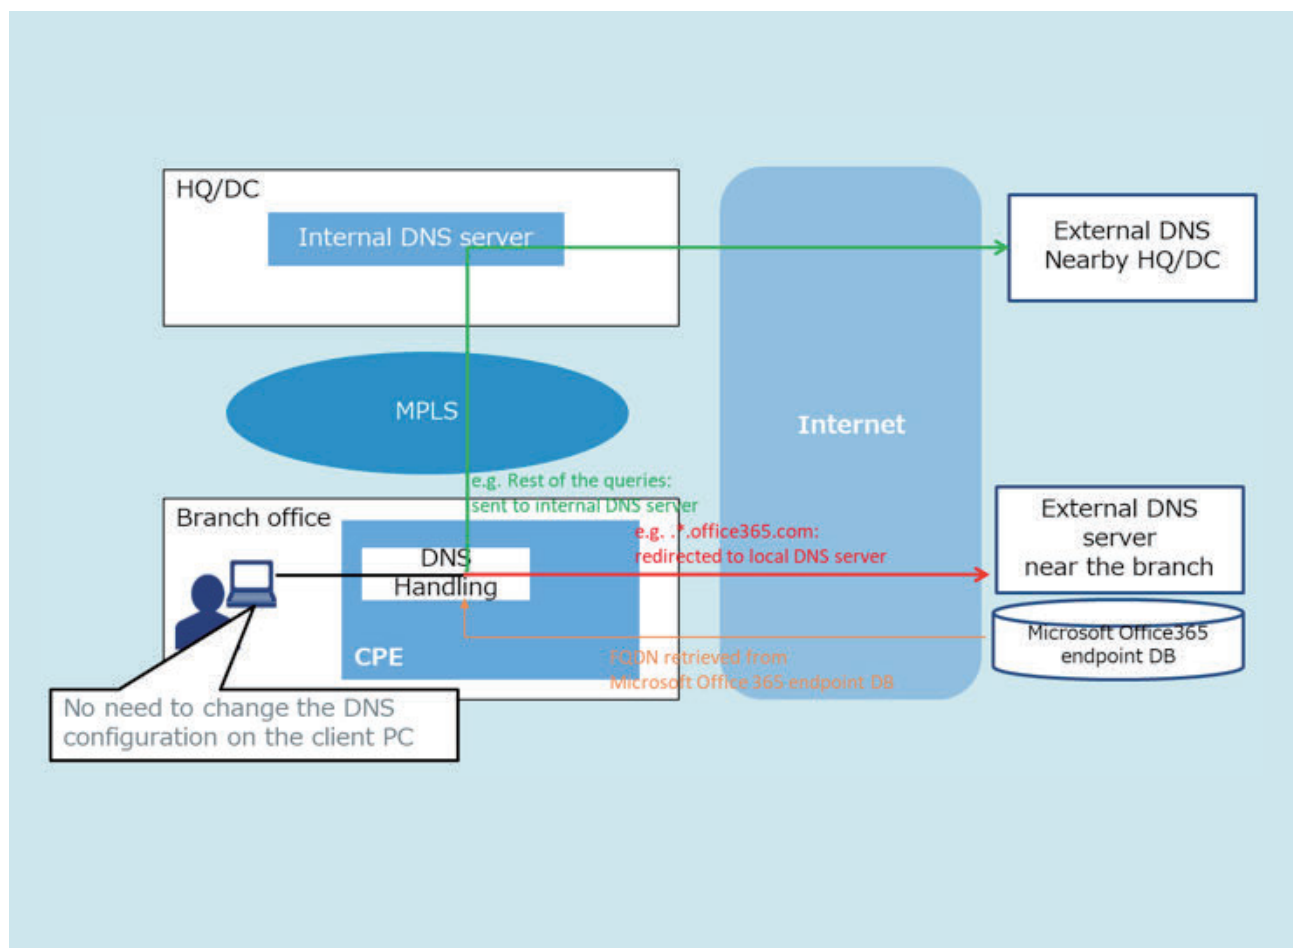 HQ/DC
Internal DNS server
External DNS
Nearby HQ/DC
MPLS
Internet
e.g. Rest of the queries:
sent to internal DNS server
Branch office
DNS
Handling
CPE
e.g. .*.office365.com:
redirected to local DNS server
External DNS
server
near the branch
Microsoft Office365
endpoint DB
FQDN retrieved from
Microsoft Office 365 endpoint DB
No need to change the DNS
configuration on the client PC